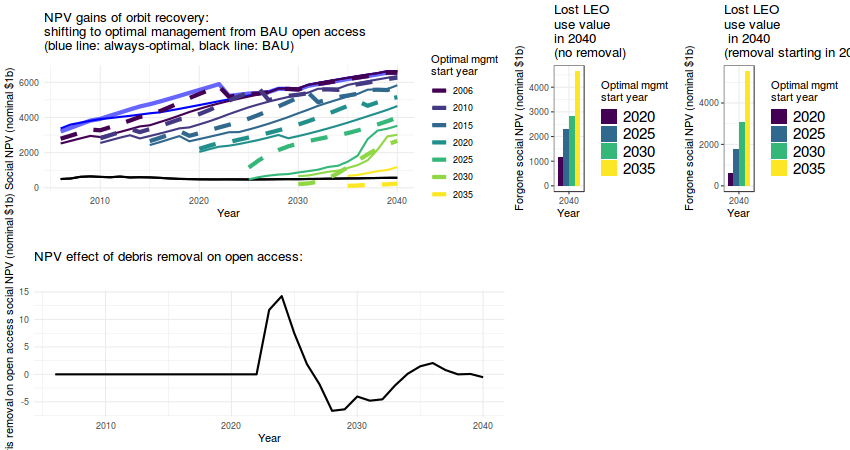 NPV gains of orbit recovery:
shifting to optimal management from BAU open access
(blue line: always-optimal, black line: BAU)
Social NPV (nominal $1b)
6000
4000
2000
0
2010
2020
2030
2040
Year
Optimal mgmt
start year
2006
2010
2015
2020
2025
2030
2035
Lost LEO
use value
in 2040
(no removal)
Forgone social NPV (nominal $1b)
4000
3000
2000
1000
0
2040
Year
Optimal mgmt
start year
2020
2025
2030
2035
Lost LEO
use value
in 2040
(removal starting in 20
Forgone social NPV (nominal $1b)
4000
2000
0
2040
Year
Optimal mgmt
start year
2020
2025
2030
2035
NPV effect of debris removal on open access:
is removal on open access social NPV (nominal $1b)
15
10
5
0
-5
2010
2020
2030
2040
Year